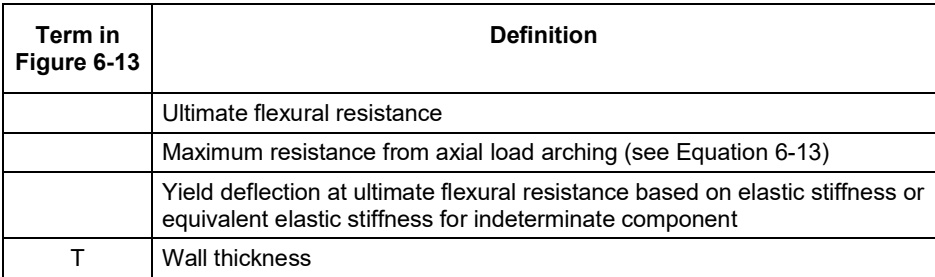 Term in
Figure 6-13
Definition
Ultimate flexural resistance
Maximum resistance from axial load arching (see Equation 6-13)
Yield deflection at ultimate flexural resistance based on elastic stiffness or
equivalent elastic stiffness for indeterminate component
T
Wall thickness